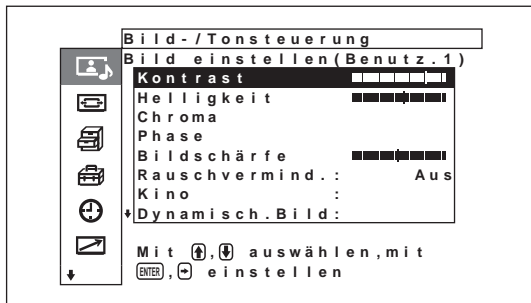 Bild-/Tonsteuerung
Bild einstellen(Benutz.1)
Kontrast
Helligkeit
Chroma
Phase
Bildschärfe
Rauschvermind.: Aus
Kino :
Dynamisch.Bild:
Mit ↑,↓ auswählen,mit
ENTER,→ einstellen